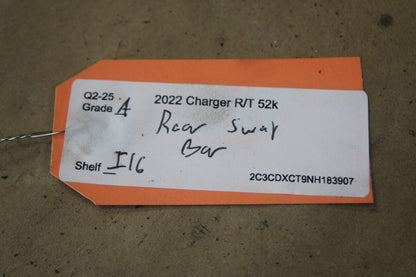 Q2-25
Grade A
2022 Charger R/T 52k
Rear Sway
Bar
Shelf I16
2C3CDXCT9NH183907